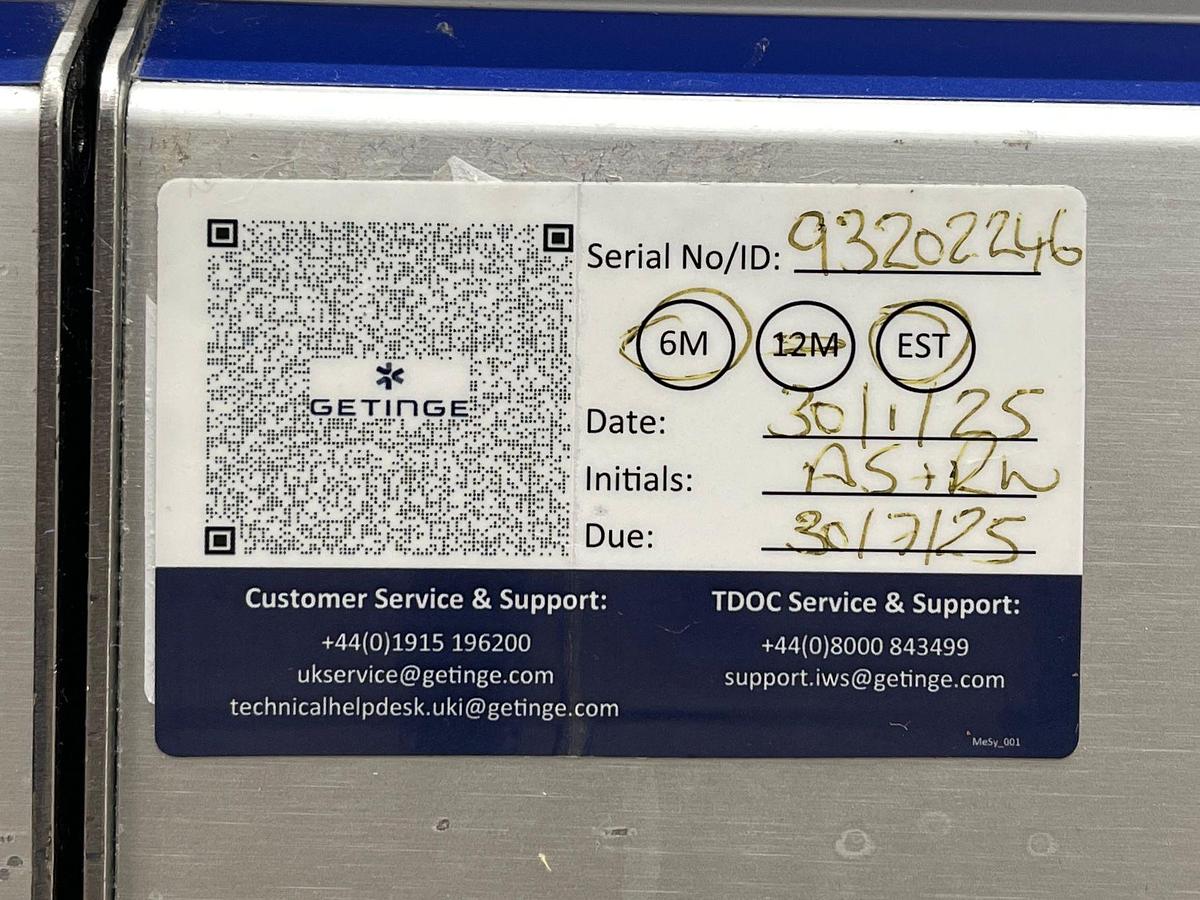 GETINGE
Serial No/ID: 93202246
6M 12M EST
Date: 30/1/25
Initials: AS+RW
Due: 30/7/25
Customer Service & Support:
+44(0)1915 196200
ukservice@getinge.com
technicalhelpdesk.uki@getinge.com
TDOC Service & Support:
+44(0)8000 843499
support.iws@getinge.com
MeSy_001